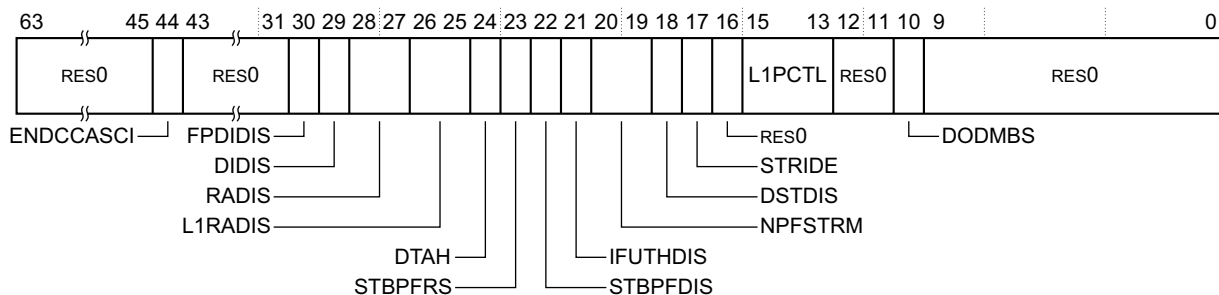 63 45 44 43 31 30 29 28 27 26 25 24 23 22 21 20 19 18 17 16 15 13 12 11 10 9 0
RES0 RES0 L1PCTL RES0 RES0
ENDCCASCI FPDIDIS RES0 DODMBS
DIDIS STRIDE
RADIS DSTDIS
L1RADIS NPFSTRM
DTAH IFUTHDIS
STBPFRS STBPFDIS